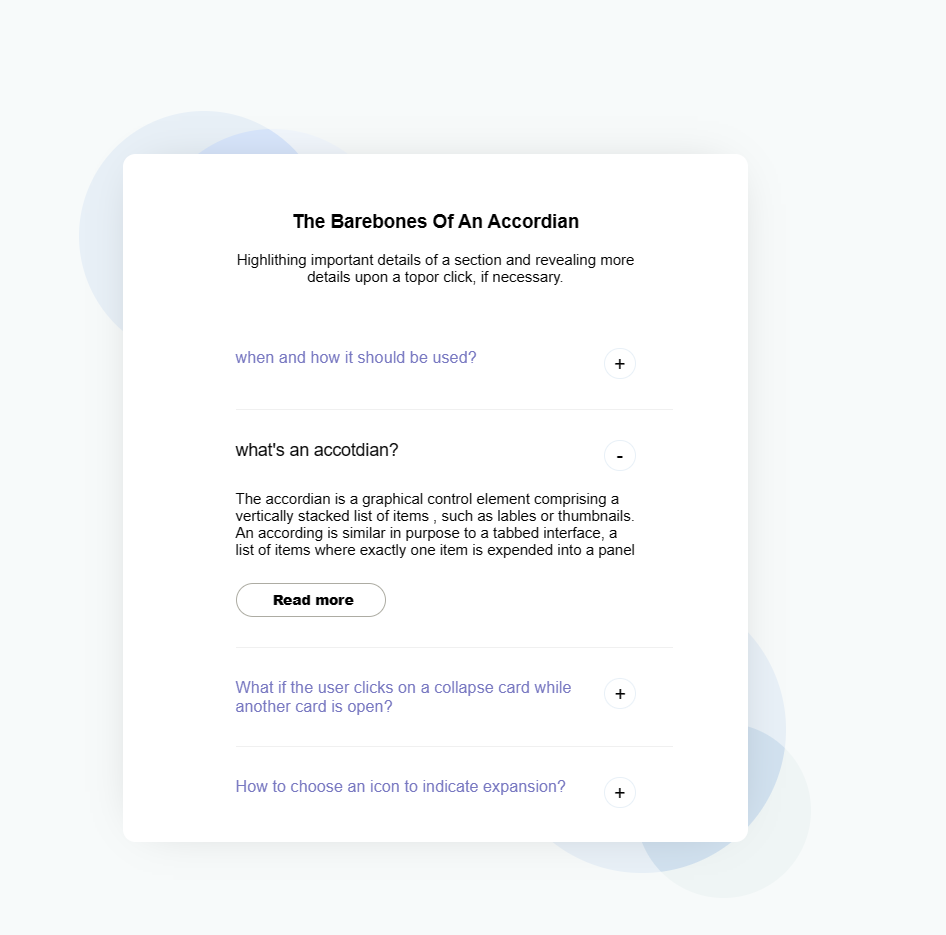 The Barebones Of An Accordian
Highlithing important details of a section and revealing more
details upon a topor click, if necessary.
when and how it should be used?
+
what's an accotdian?
-
The accordian is a graphical control element comprising a
vertically stacked list of items , such as lables or thumbnails.
An according is similar in purpose to a tabbed interface, a
list of items where exactly one item is expended into a panel
Read more
What if the user clicks on a collapse card while
another card is open?
+
How to choose an icon to indicate expansion?
+